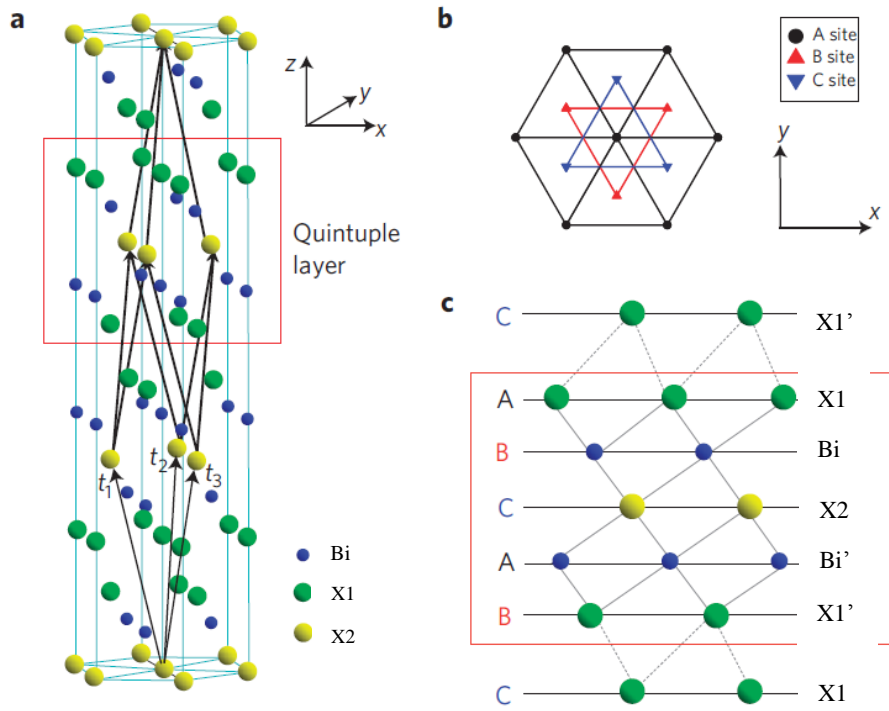 a
z
y
x
Quintuple
layer
t1
t2
t3
Bi
X1
X2
b
A site
B site
C site
y
x
c
C X1’
A X1
B Bi
C X2
A Bi’
B X1’
C X1